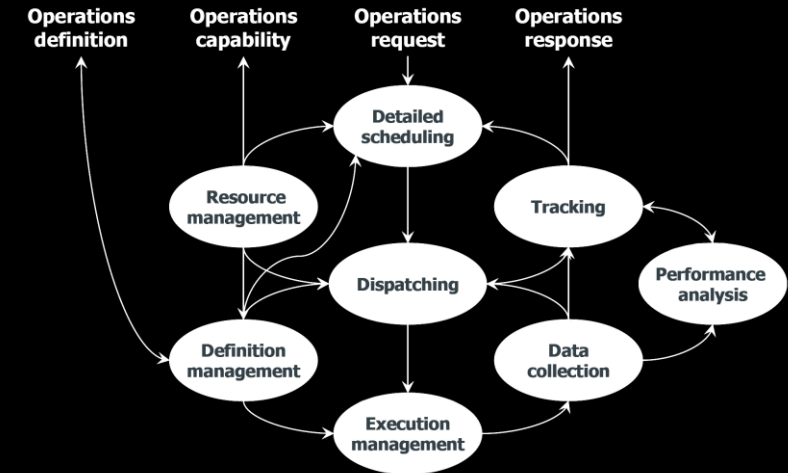 Operations
definition
Operations
capability
Operations
request
Operations
response
Detailed
scheduling
Resource
management
Tracking
Dispatching
Performance
analysis
Definition
management
Data
collection
Execution
management